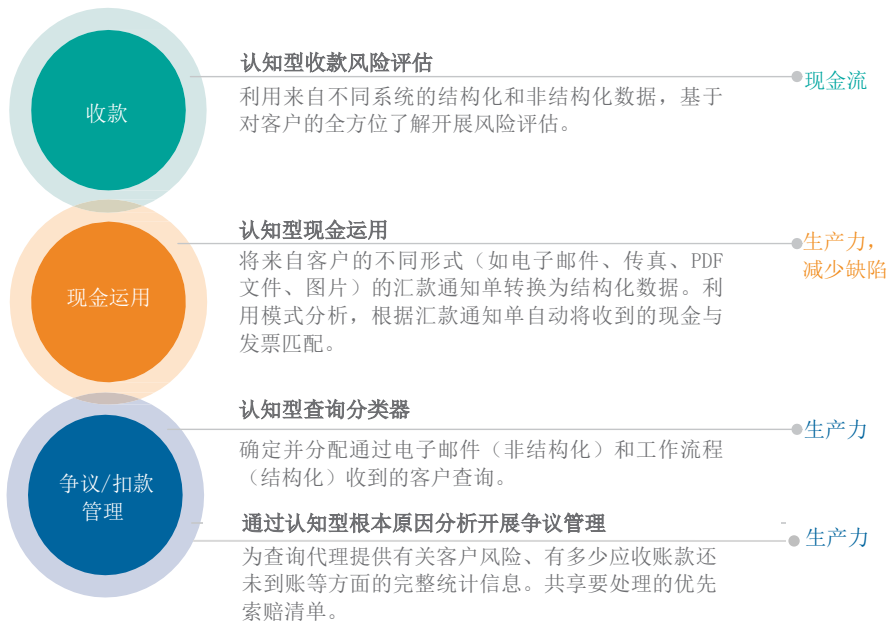 收款
认知型收款风险评估
利用来自不同系统的结构化和非结构化数据，基于
对客户的全方位了解开展风险评估。
现金流
现金运用
认知型现金运用
将来自客户的不同形式（如电子邮件、传真、PDF
文件、图片）的汇款通知单转换为结构化数据。利
用模式分析，根据汇款通知单自动将收到的现金与
发票匹配。
生产力，
减少缺陷
争议/扣款
管理
认知型查询分类器
确定并分配通过电子邮件（非结构化）和工作流程
（结构化）收到的客户查询。
生产力
通过认知型根本原因分析开展争议管理
为查询代理提供有关客户风险、有多少应收账款还
未到账等方面的完整统计信息。共享要处理的优先
索赔清单。
生产力